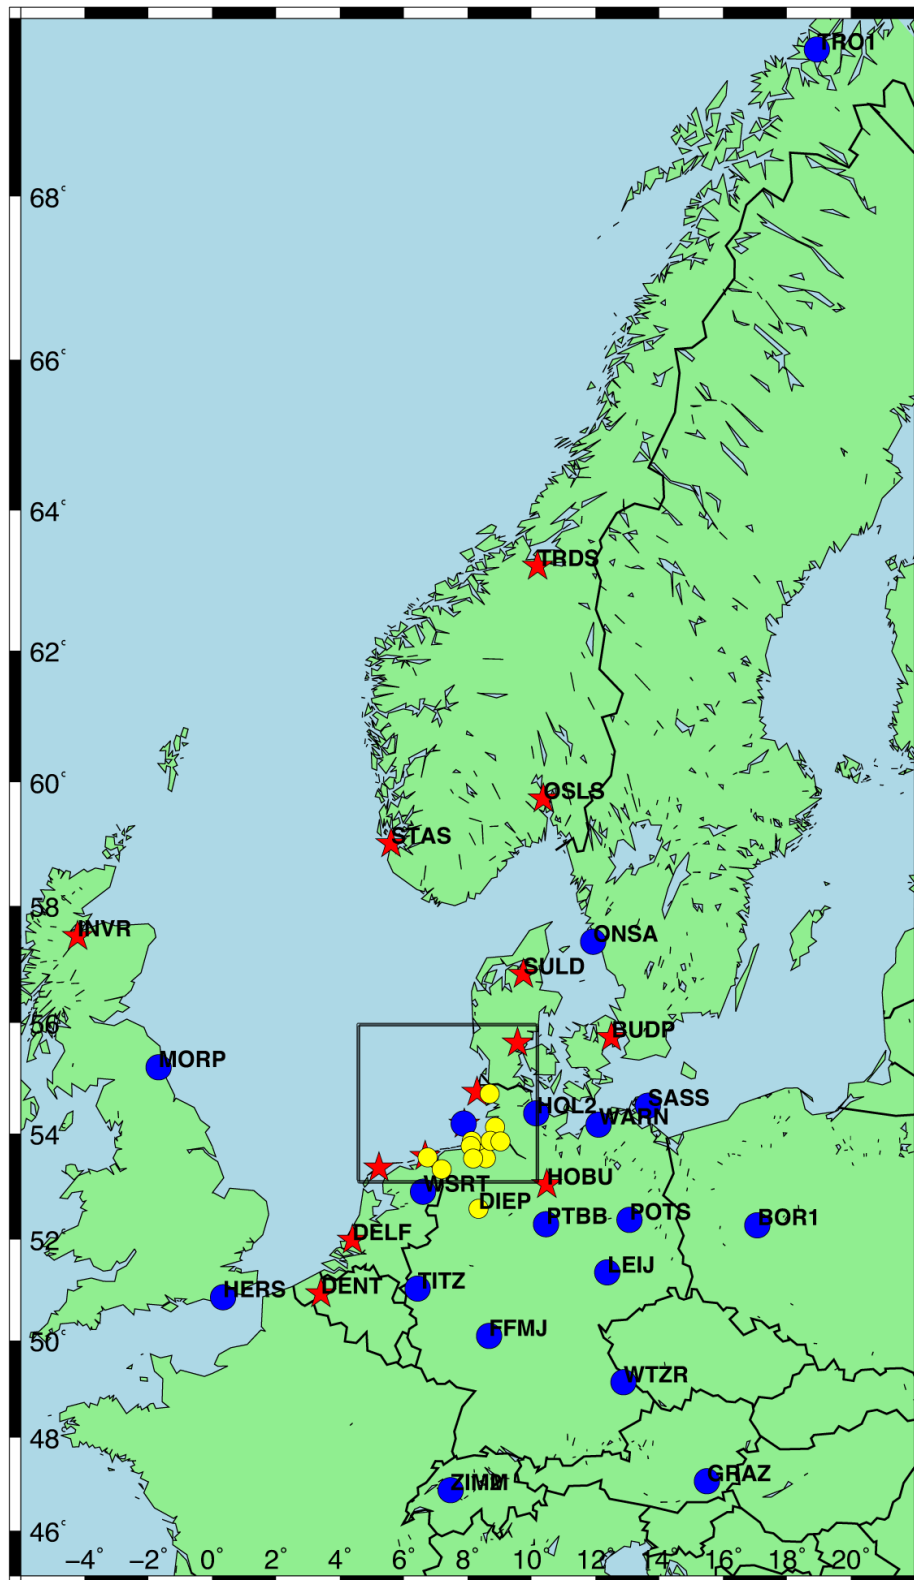 TRO1
68°
66°
64°
TRDS
62°
60°
OSLS
STAS
58°
INVR
ONSA
SULD
56°
BUDP
MORP
SASS
HOL2
WARN
54°
HOBU
WSRT
DIEP
PTBB
POTS
BOR1
52°
DELF
LEIJ
TITZ
HERS
DENT
50°
FFMJ
WTZR
48°
GRAZ
46°
−4° −2° 0° 2° 4° 6° 8° 10° 12° 14° 16° 18° 20°